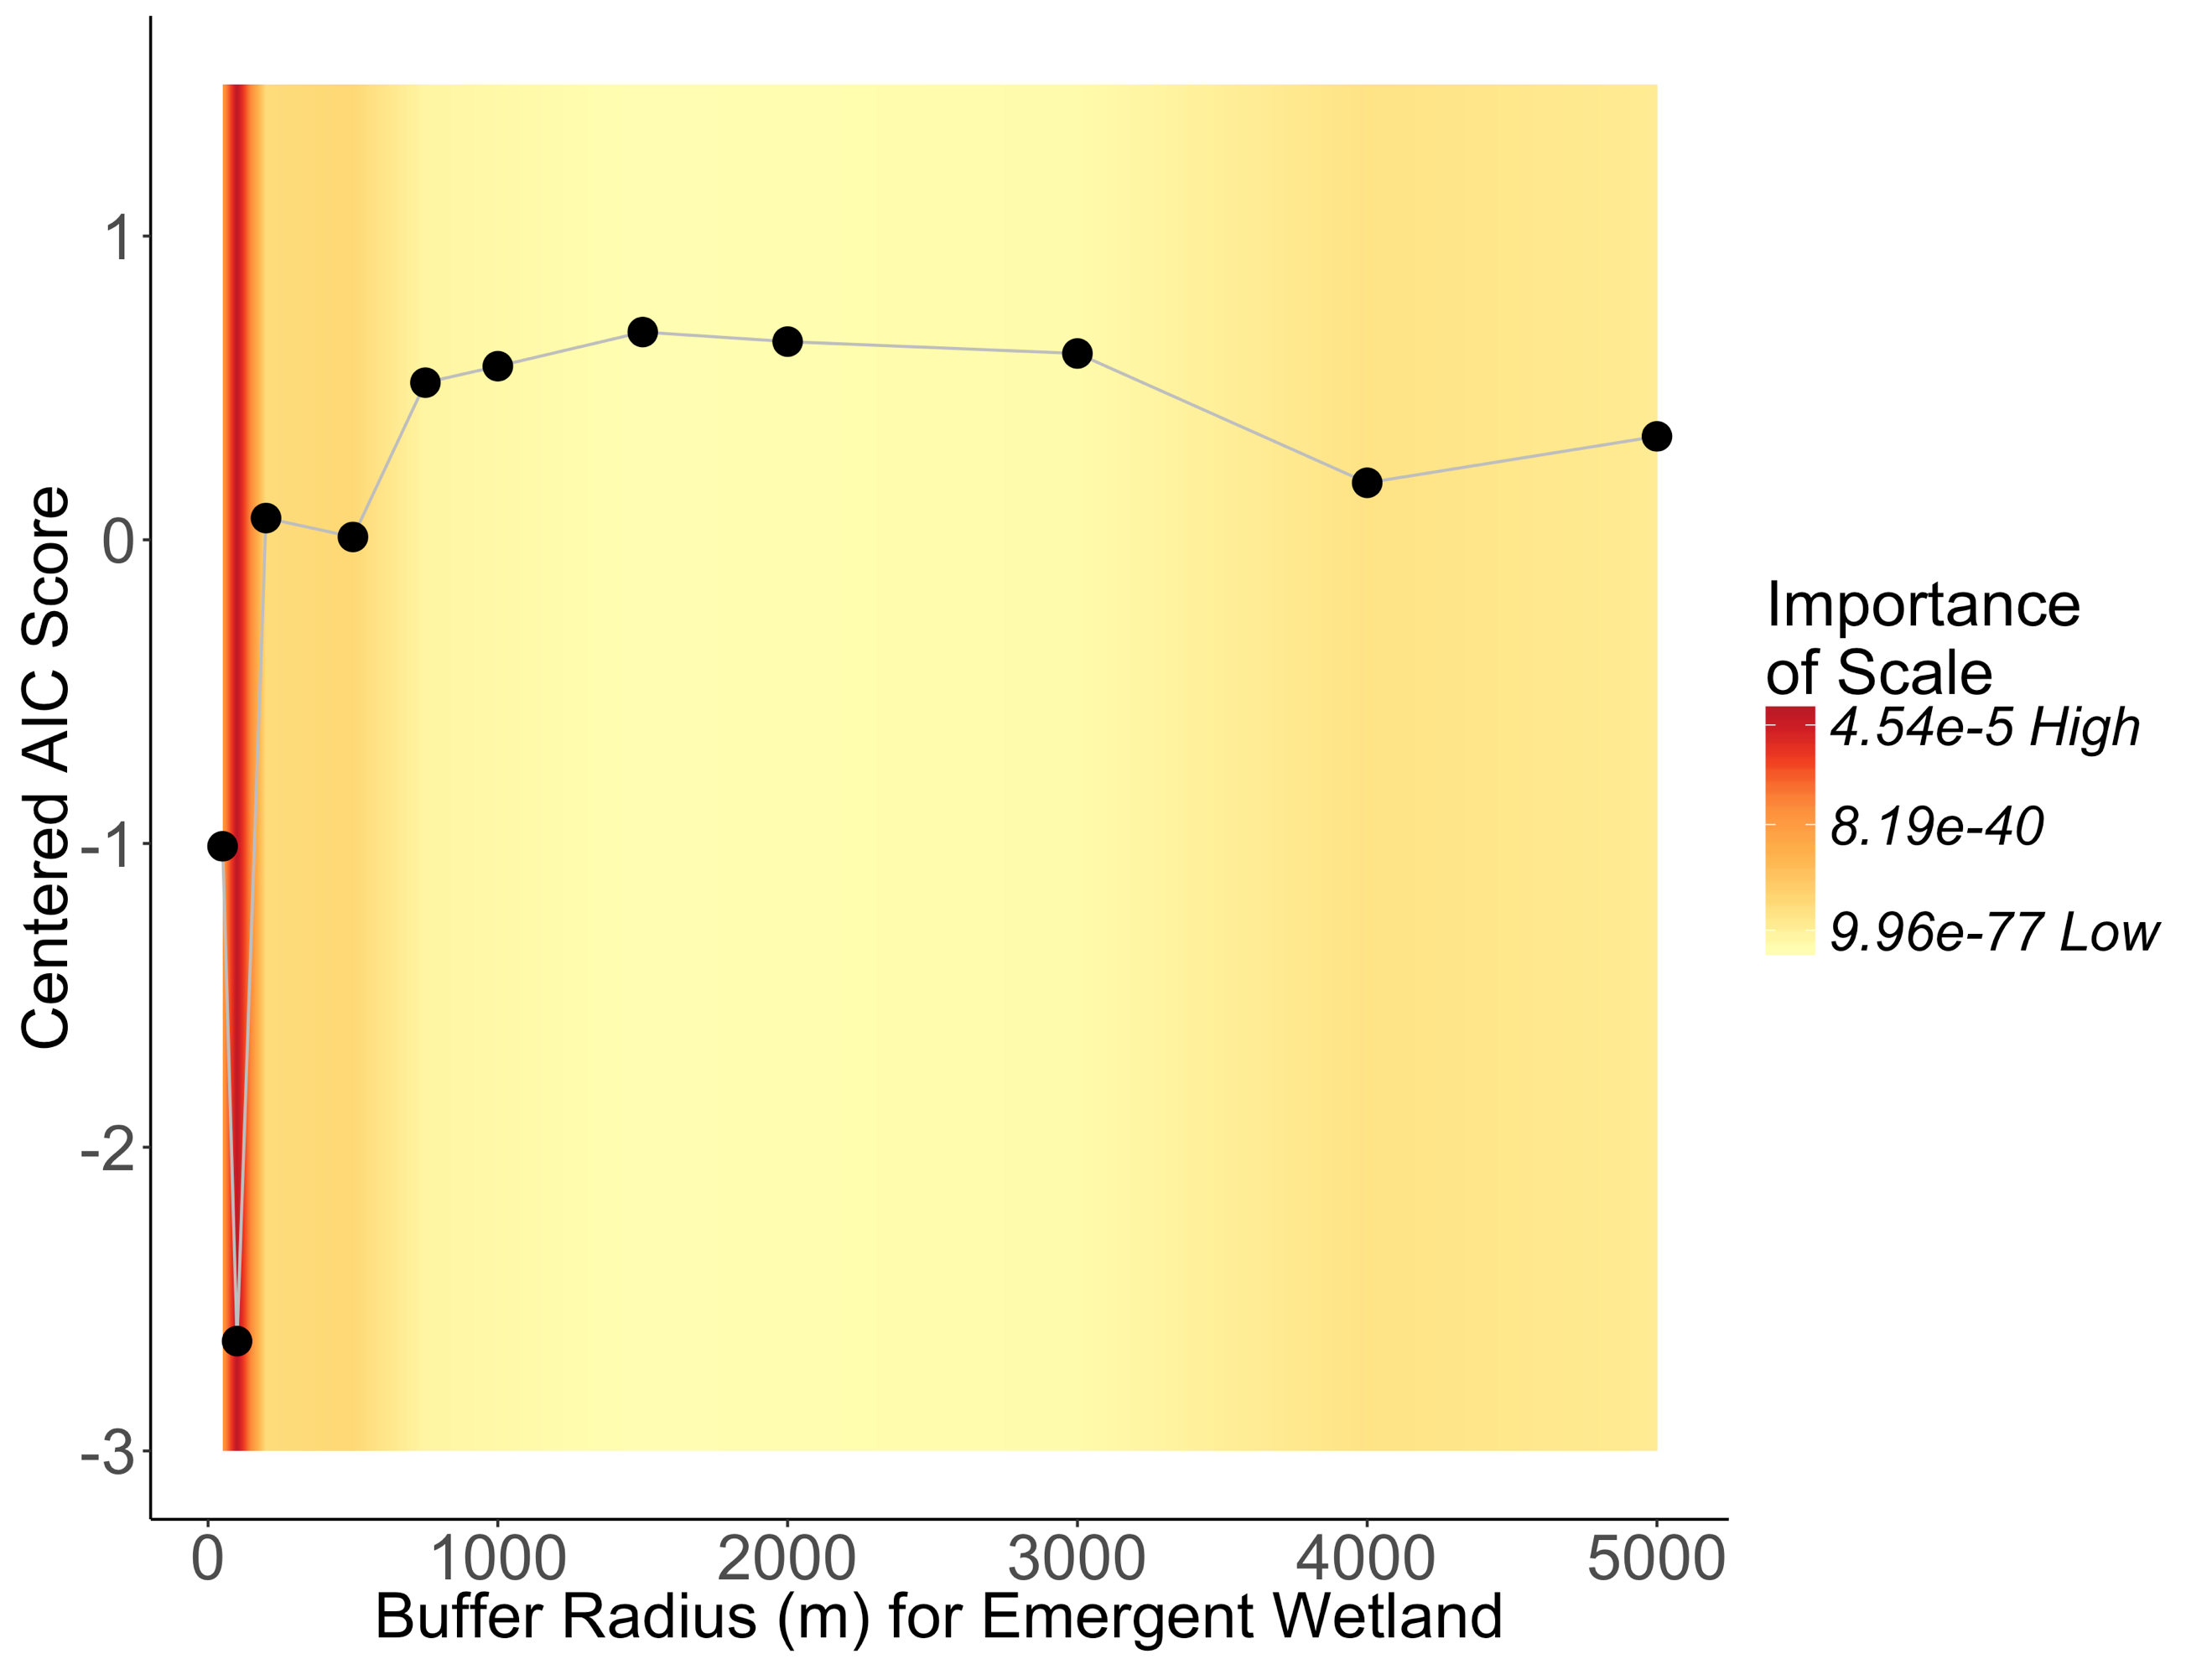 Centered AIC Score
1
0
-1
-2
-3
0 1000 2000 3000 4000 5000
Buffer Radius (m) for Emergent Wetland
Importance
of Scale
4.54e-5 High
8.19e-40
9.96e-77 Low